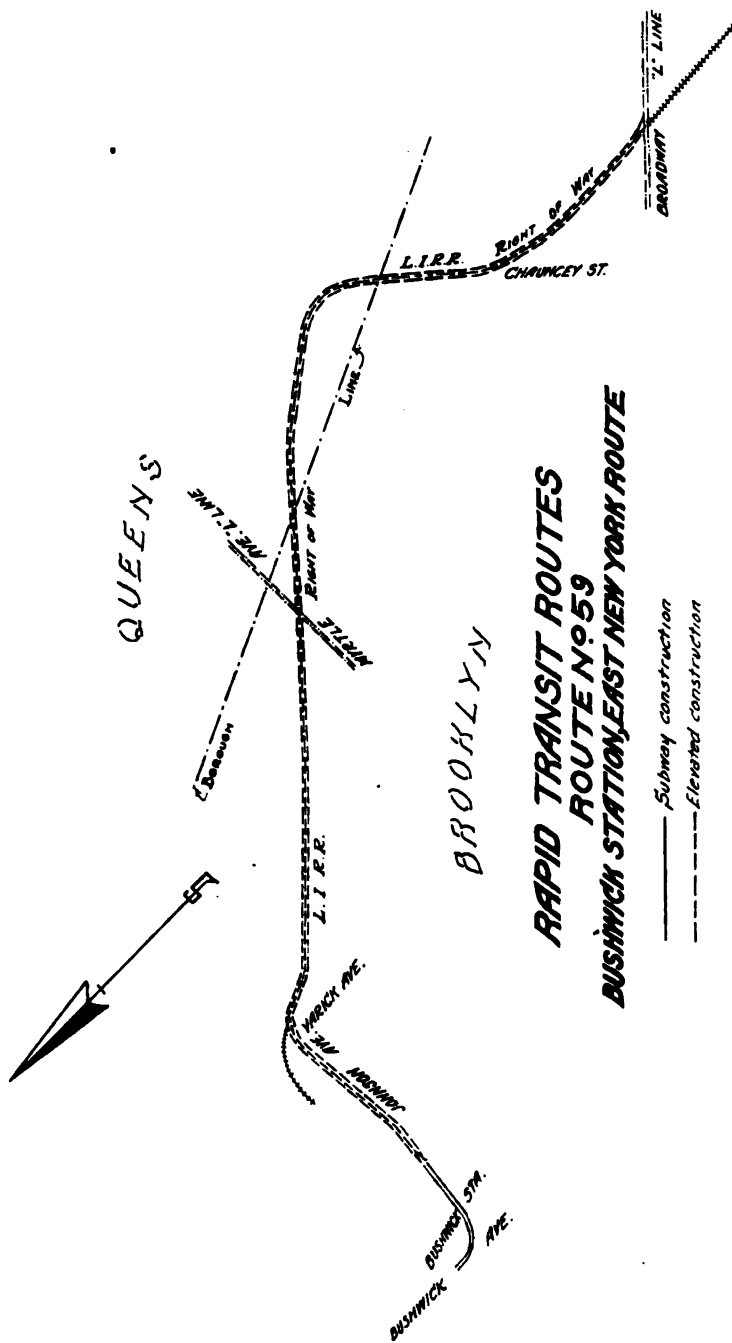 QUEENS
BROOKLYN
BOROUGH
LINE
MYRTLE
AVE. "L" LINE
L. I. R.R.
RIGHT OF WAY
L.I.R.R.
RIGHT OF WAY
CHAUNCEY ST.
BROADWAY "L" LINE
VARICK AVE.
JOHNSON
AVE.
BUSHWICK STA.
BUSHWICK AVE.
RAPID TRANSIT ROUTES
ROUTE Nº 59
BUSHWICK STATION, EAST NEW YORK ROUTE
Subway construction
Elevated construction